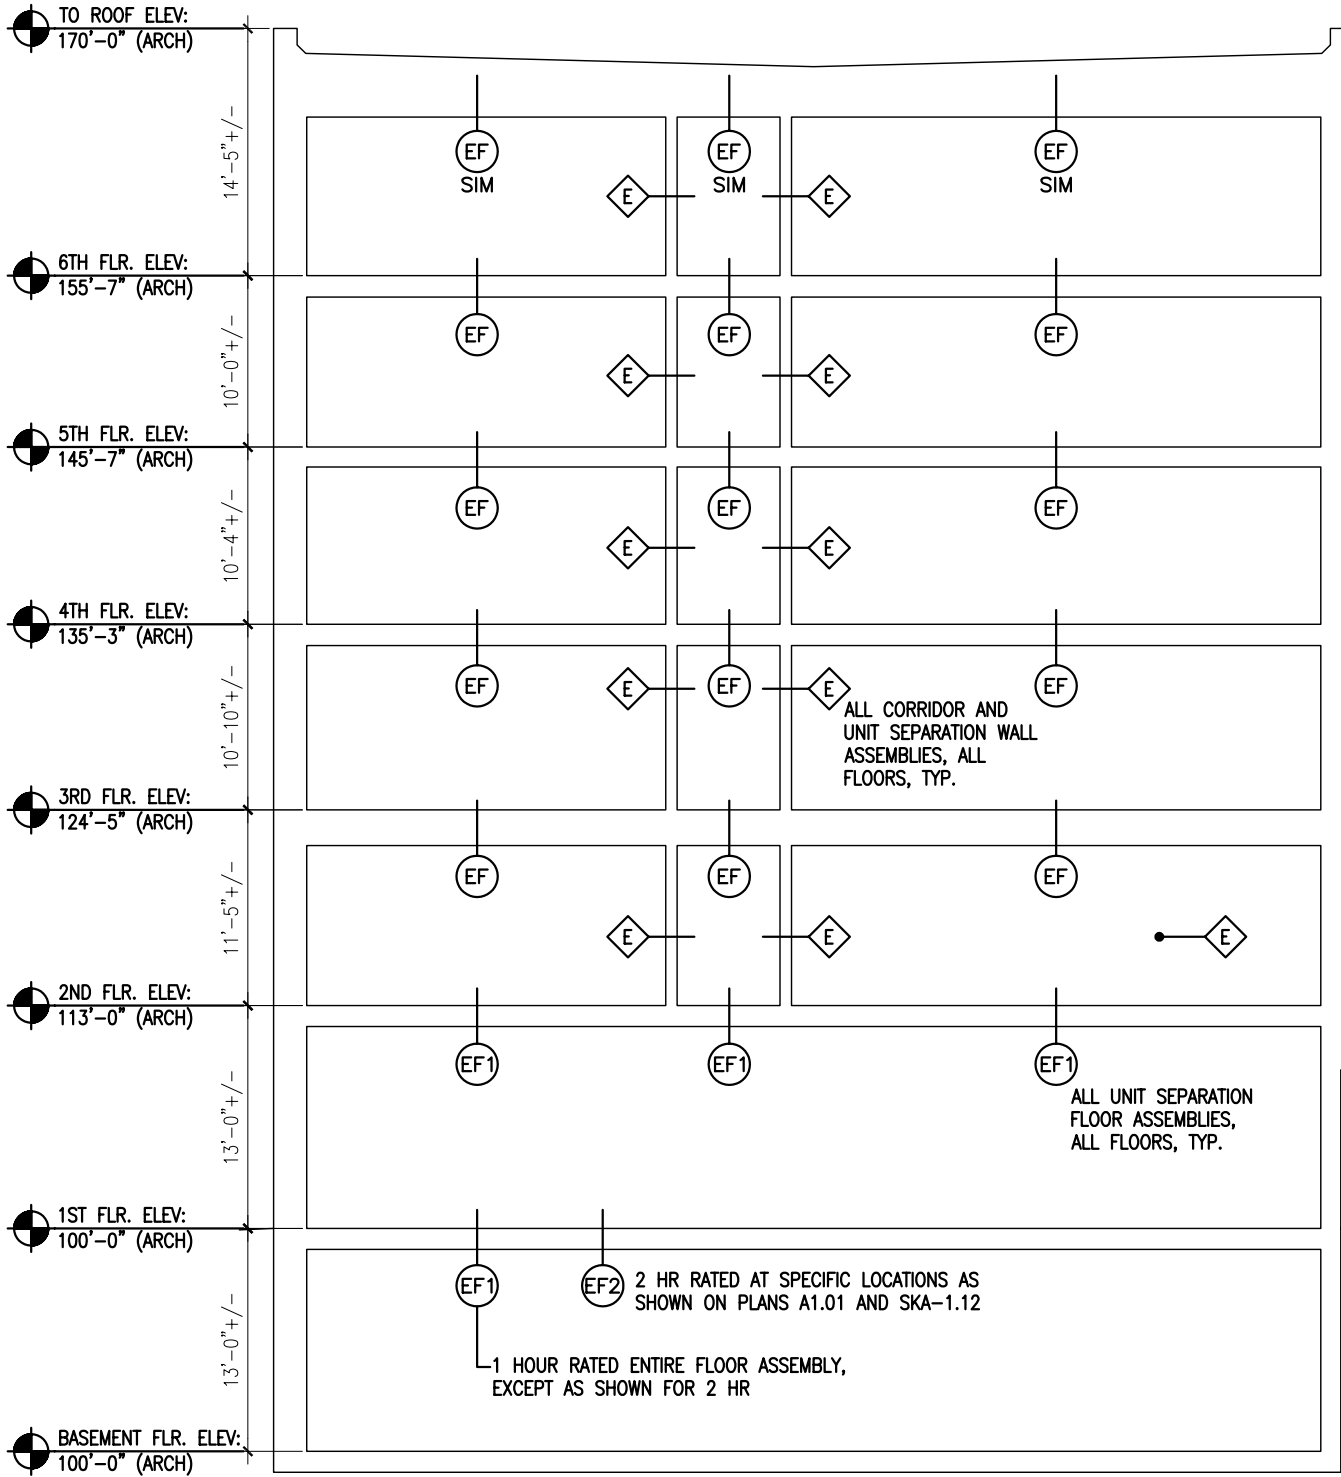 TO ROOF ELEV:
170'-0" (ARCH)
14'-5"+/-
EF
SIM
EF
SIM
EF
SIM
E
E
6TH FLR. ELEV:
155'-7" (ARCH)
10'-0"+/-
EF
EF
EF
E
E
5TH FLR. ELEV:
145'-7" (ARCH)
10'-4"+/-
EF
EF
EF
E
E
4TH FLR. ELEV:
135'-3" (ARCH)
10'-10"+/-
EF
E
EF
E
EF
ALL CORRIDOR AND
UNIT SEPARATION WALL
ASSEMBLIES, ALL
FLOORS, TYP.
3RD FLR. ELEV:
124'-5" (ARCH)
11'-5"+/-
EF
EF
EF
E
E
E
2ND FLR. ELEV:
113'-0" (ARCH)
13'-0"+/-
EF1
EF1
EF1
ALL UNIT SEPARATION
FLOOR ASSEMBLIES,
ALL FLOORS, TYP.
1ST FLR. ELEV:
100'-0" (ARCH)
13'-0"+/-
EF1
EF2
2 HR RATED AT SPECIFIC LOCATIONS AS
SHOWN ON PLANS A1.01 AND SKA-1.12
1 HOUR RATED ENTIRE FLOOR ASSEMBLY,
EXCEPT AS SHOWN FOR 2 HR
BASEMENT FLR. ELEV:
100'-0" (ARCH)